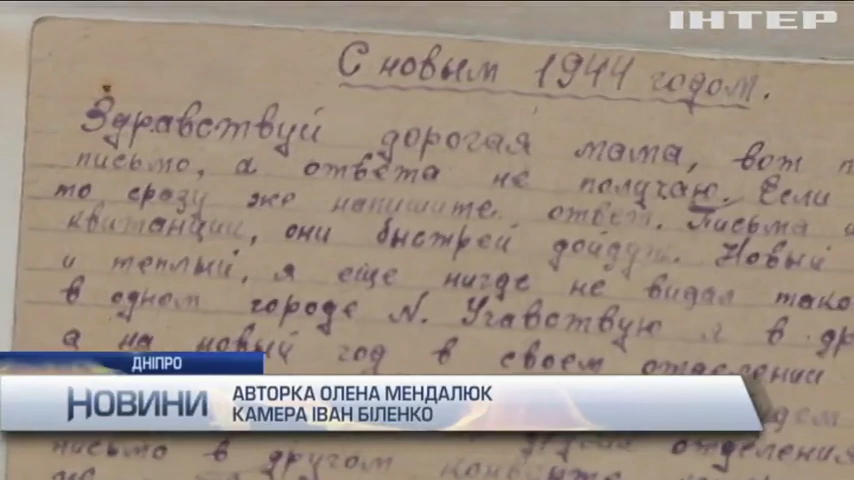 ІНТЕР
С новым 1944 годом.
Здравствуй дорогая мама, вот
письмо, а ответа не получаю. Если
то сразу же напишите ответ. Письма
квитанции, они быстрей дойдут. Новый
и теплый, я еще нигде не видал
в одном городе N. Учавствую я в
а на новый год в своем отделении
ДНІПРО
НОВИНИ
АВТОРКА ОЛЕНА МЕНДАЛЮК
КАМЕРА ІВАН БІЛЕНКО
отделения
письмо в другом